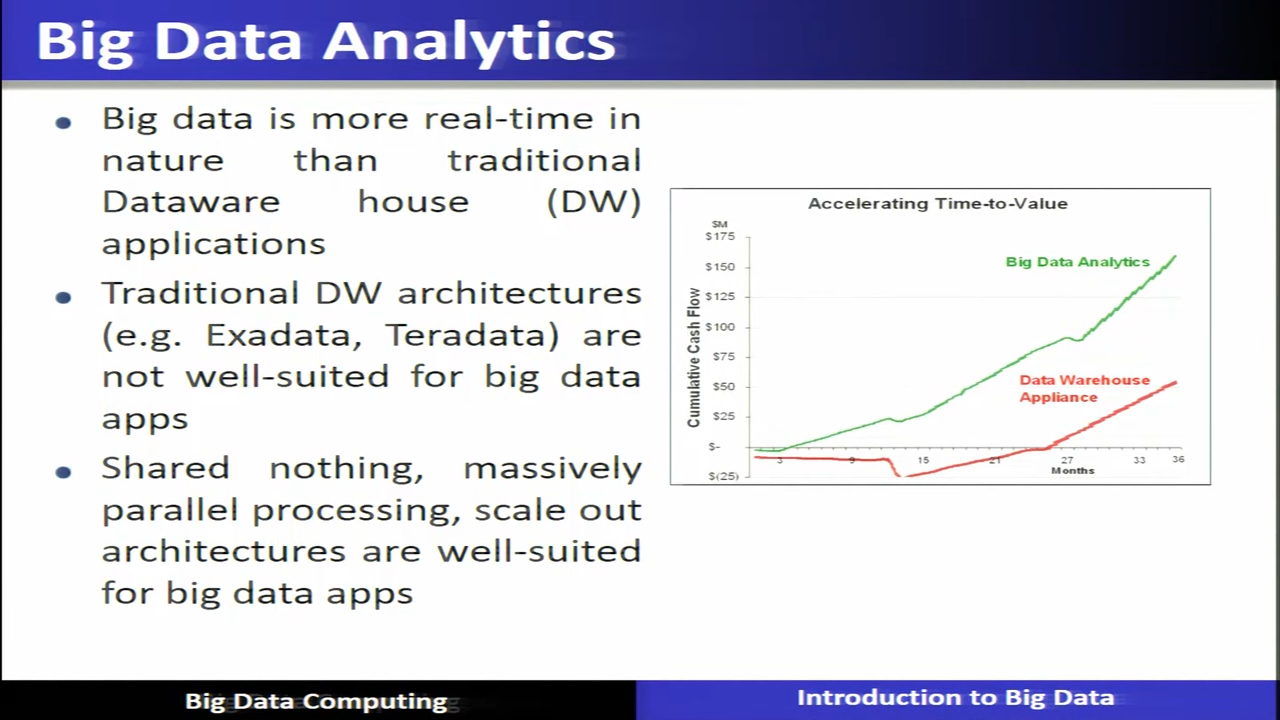 Big Data Analytics
Big data is more real-time in
nature than traditional
Dataware house (DW)
applications
Traditional DW architectures
(e.g. Exadata, Teradata) are
not well-suited for big data
apps
Shared nothing, massively
parallel processing, scale out
architectures are well-suited
for big data apps
Accelerating Time-to-Value
$M
$175
$150
$125
$100
$75
$50
$25
$-
$(25)
Cumulative Cash Flow
Big Data Analytics
Data Warehouse
Appliance
3 9 15 21 27 33 36
Months
Big Data Computing
Introduction to Big Data